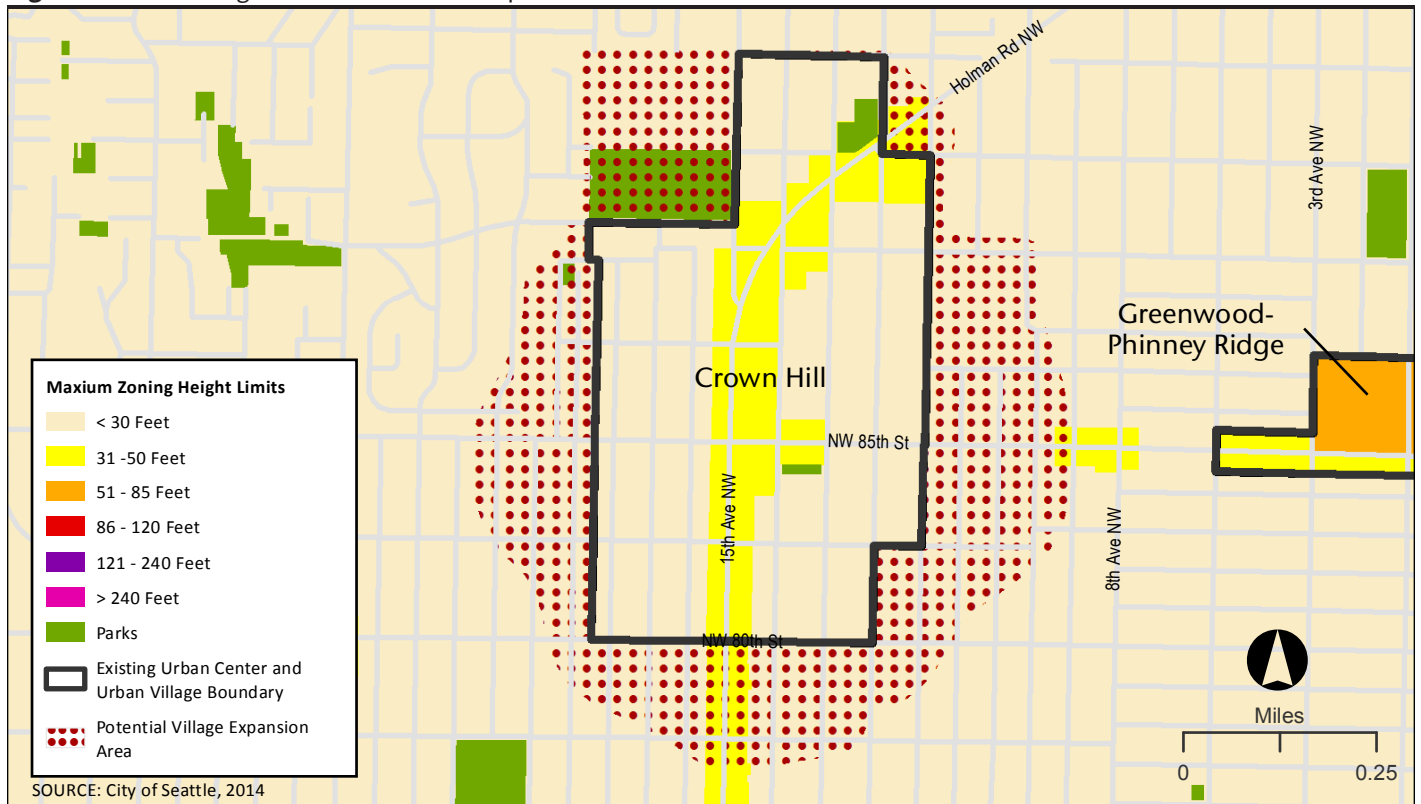 Holman Rd NW
3rd Ave NW
Greenwood-
Phinney Ridge
Crown Hill
NW 85th St
15th Ave NW
8th Ave NW
NW 80th St
Maxium Zoning Height Limits
< 30 Feet
31 -50 Feet
51 - 85 Feet
86 - 120 Feet
121 - 240 Feet
> 240 Feet
Parks
Existing Urban Center and
Urban Village Boundary
Potential Village Expansion
Area
SOURCE: City of Seattle, 2014
Miles
0 0.25